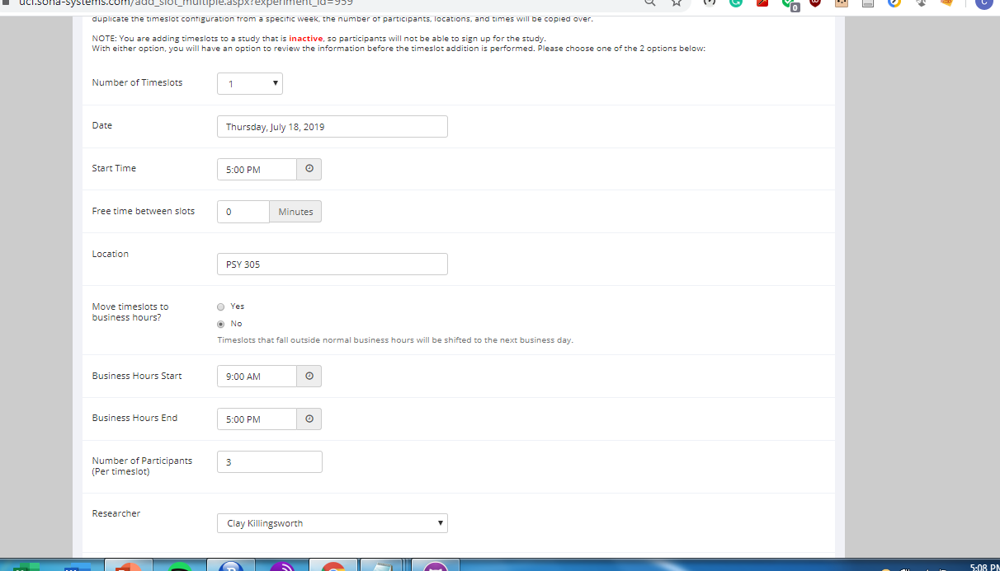 ucf.sona-systems.com/add_slot_multiple.aspx?experiment_id=959
0
C
duplicate the timeslot configuration from a specific week, the number of participants, locations, and times will be copied over.
NOTE: You are adding timeslots to a study that is inactive, so participants will not be able to sign up for the study.
With either option, you will have an option to review the information before the timeslot addition is performed. Please choose one of the 2 options below:
Number of Timeslots
1
Date
Thursday, July 18, 2019
Start Time
5:00 PM
Free time between slots
0
Minutes
Location
PSY 305
Move timeslots to
business hours?
Yes
No
Timeslots that fall outside normal business hours will be shifted to the next business day.
Business Hours Start
9:00 AM
Business Hours End
5:00 PM
Number of Participants
(Per timeslot)
3
Researcher
Clay Killingsworth
5:08 PM